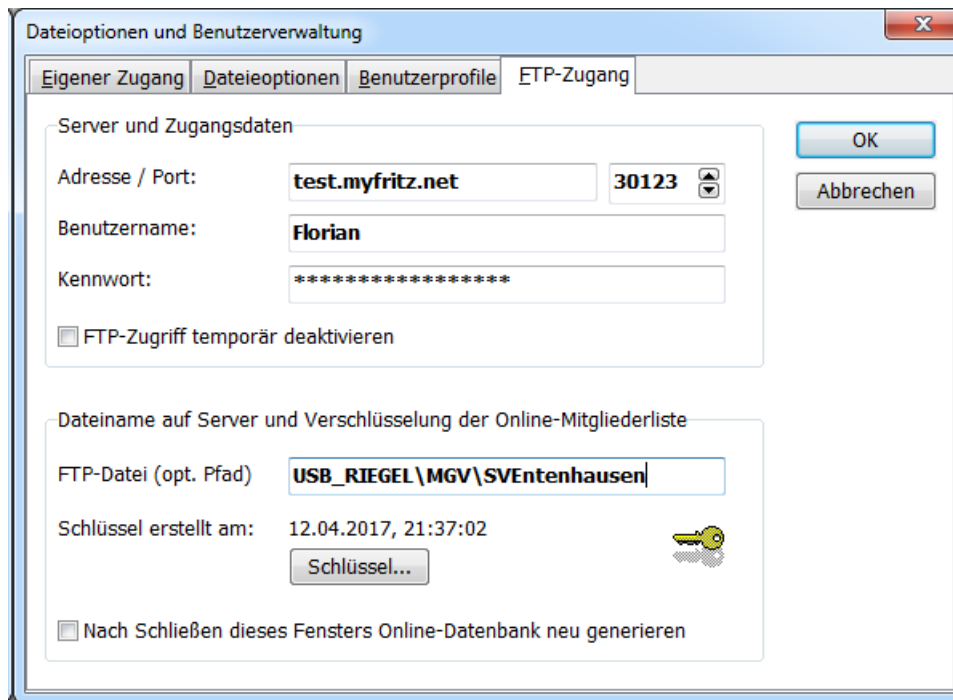 Dateioptionen und Benutzerverwaltung
Eigener Zugang Dateieoptionen Benutzerprofile FTP-Zugang
Server und Zugangsdaten
OK
Adresse / Port: test.myfritz.net 30123
Abbrechen
Benutzername: Florian
Kennwort: *****************
FTP-Zugriff temporär deaktivieren
Dateiname auf Server und Verschlüsselung der Online-Mitgliederliste
FTP-Datei (opt. Pfad) USB_RIEGEL\MGV\SVEntenhausen
Schlüssel erstellt am: 12.04.2017, 21:37:02
Schlüssel...
Nach Schließen dieses Fensters Online-Datenbank neu generieren